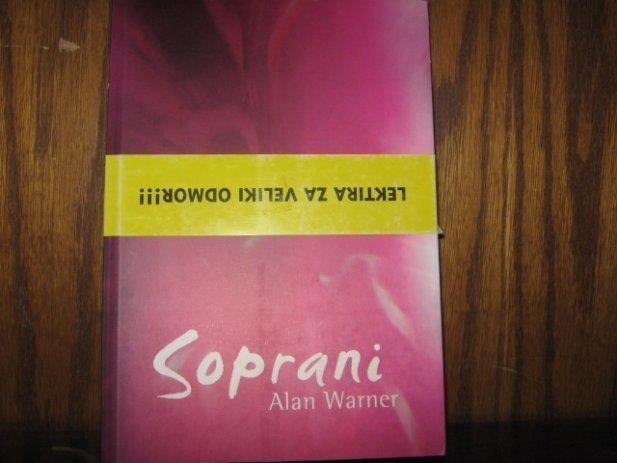 LEKTIRA ZA VELIKI ODMOR!!!
Soprani
Alan Warner